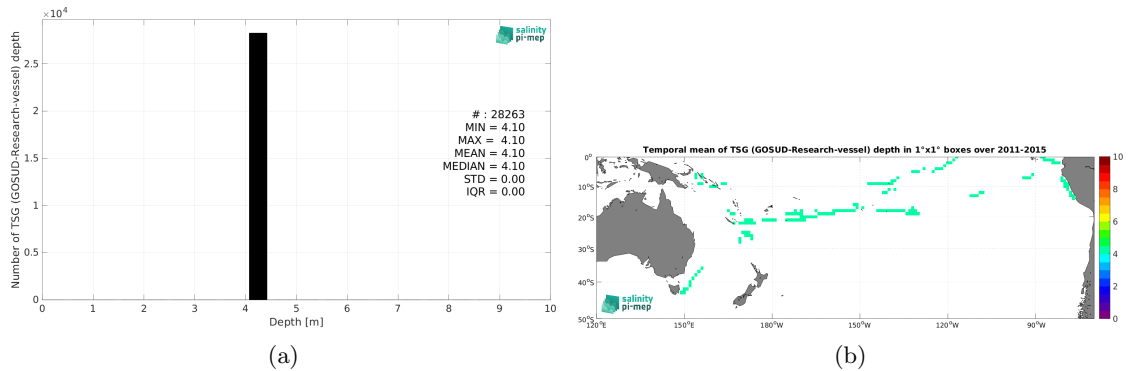 ×10⁴
salinity
pi-mep
2.5
2
1.5
1
0.5
0
Number of TSG (GOSUD-Research-vessel) depth
# : 28263
MIN = 4.10
MAX = 4.10
MEAN = 4.10
MEDIAN = 4.10
STD = 0.00
IQR = 0.00
0 1 2 3 4 5 6 7 8 9 10
Depth [m]
(a)
Temporal mean of TSG (GOSUD-Research-vessel) depth in 1°x1° boxes over 2011-2015
0°
10°S
20°S
30°S
40°S
50°S
salinity
pi-mep
120°E 150°E 180°W 150°W 120°W 90°W
10
8
6
4
2
0
(b)